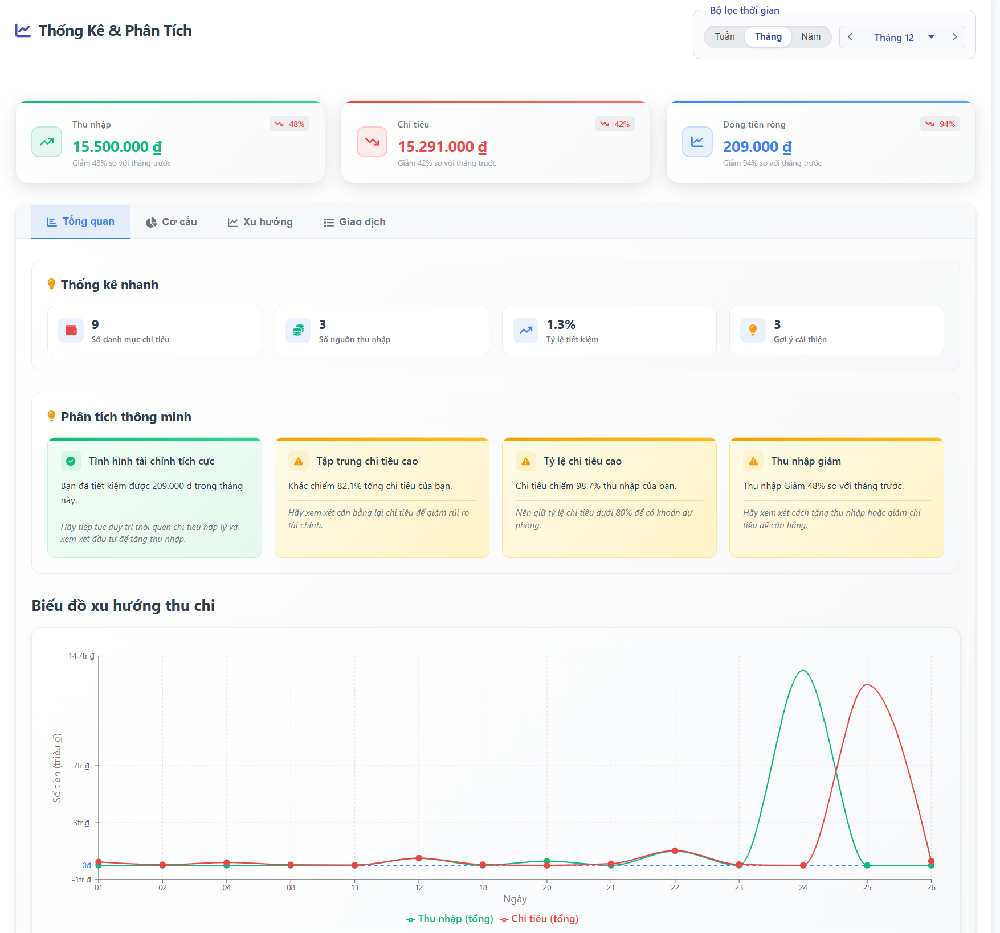 Bộ lọc thời gian
Thống Kê & Phân Tích
Tuần Tháng Năm
Tháng 12
Thu nhập
-48%
15.500.000 ₫
Giảm 48% so với tháng trước
Chi tiêu
-42%
15.291.000 ₫
Giảm 42% so với tháng trước
Dòng tiền ròng
-94%
209.000 ₫
Giảm 94% so với tháng trước
Tổng quan
Cơ cấu
Xu hướng
Giao dịch
Thống kê nhanh
9
Số danh mục chi tiêu
3
Số nguồn thu nhập
1.3%
Tỷ lệ tiết kiệm
3
Gợi ý cải thiện
Phân tích thông minh
Tình hình tài chính tích cực
Bạn đã tiết kiệm được 209.000 ₫ trong tháng
này.
Hãy tiếp tục duy trì thói quen chi tiêu hợp lý và
xem xét đầu tư để tăng thu nhập.
Tập trung chi tiêu cao
Khác chiếm 82.1% tổng chi tiêu của bạn.
Hãy xem xét cân bằng lại chi tiêu để giảm rủi ro
tài chính.
Tỷ lệ chi tiêu cao
Chi tiêu chiếm 98.7% thu nhập của bạn.
Nên giữ tỷ lệ chi tiêu dưới 80% để có khoản dự
phòng.
Thu nhập giảm
Thu nhập Giảm 48% so với tháng trước.
Hãy xem xét cách tăng thu nhập hoặc giảm chi
tiêu để cân bằng.
Biểu đồ xu hướng thu chi
14,7tr ₫
7tr ₫
3tr ₫
0₫
-1tr ₫
Số tiền (triệu ₫)
01 02 04 08 11 12 18 20 21 22 23 24 25 26
Ngày
Thu nhập (tổng) Chi tiêu (tổng)